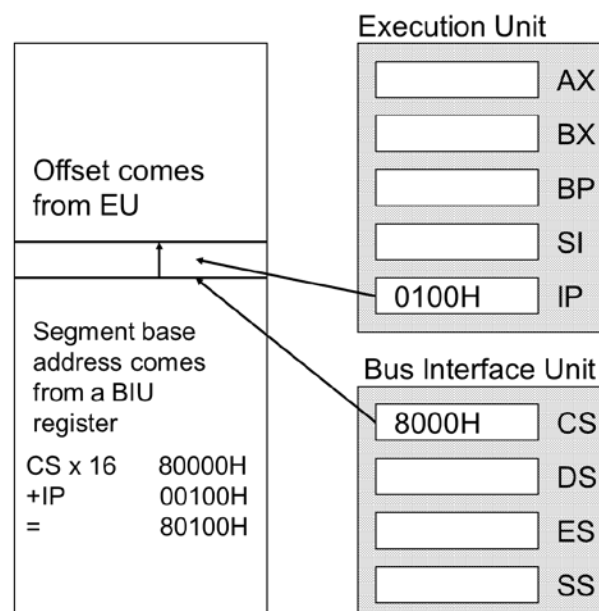 Execution Unit
AX
BX
BP
SI
0100H IP
Offset comes
from EU
Segment base
address comes
from a BIU
register
CS x 16 80000H
+IP 00100H
= 80100H
Bus Interface Unit
8000H CS
DS
ES
SS